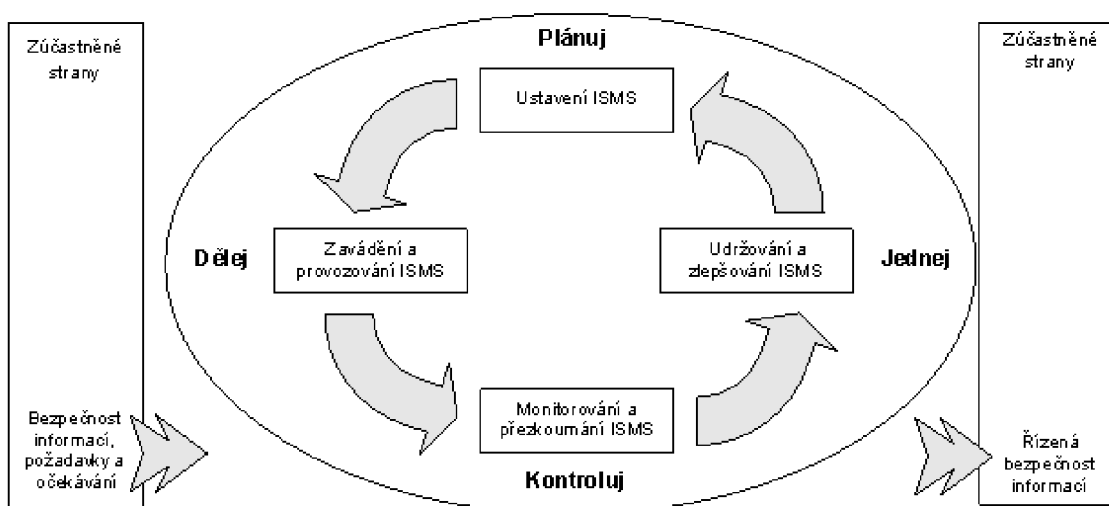 Zúčastněné
strany
Plánuj
Ustavení ISMS
Zúčastněné
strany
Dělej
Zavádění a
provozování ISMS
Udržování a
zlepšování ISMS
Jednej
Bezpečnost
informací,
požadavky a
očekávání
Monitorování a
přezkoumání ISMS
Kontroluj
Řízená
bezpečnost
informací